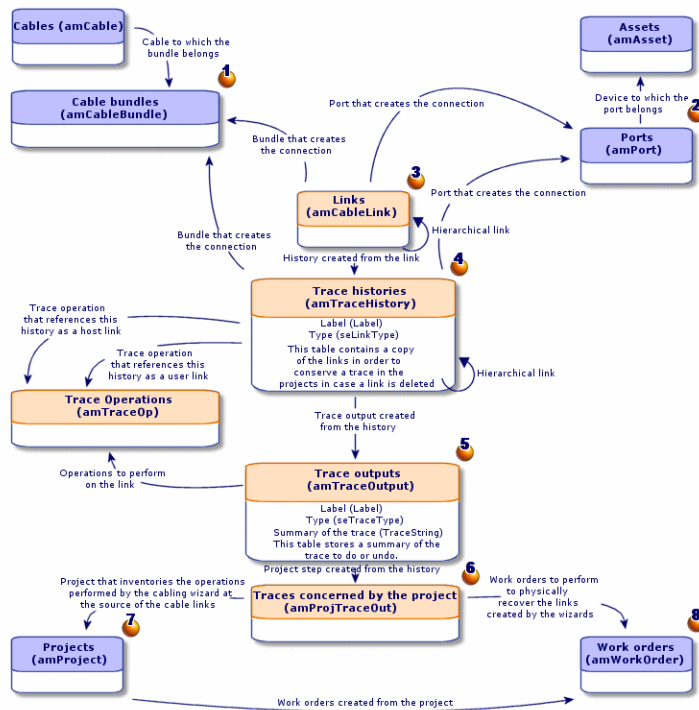 Cables (amCable)
Cable to which the
bundle belongs
1
Cable bundles
(amCableBundle)
Assets
(amAsset)
Device to which the
port belongs
2
Ports
(amPort)
Port that creates the connection
Bundle that creates
the connection
3
Links
(amCableLink)
Port that creates the connection
Hierarchical link
Bundle that creates
the connection
History created from the link
4
Trace histories
(amTraceHistory)
Label (Label)
Type (seLinkType)
This table contains a copy
of the links in order to
conserve a trace in the
projects in case a link is deleted
Hierarchical link
Trace operation
that references this
history as a host link
Trace operation
that references this
history as a user link
Trace Operations
(amTraceOp)
Trace output created
from the history
5
Operations to perform
on the link
Trace outputs
(amTraceOutput)
Label (Label)
Type (seTraceType)
Summary of the trace (TraceString)
This table stores a summary of the
trace to do or undo.
Project step created from the history
6
Project that inventories the operations
performed by the cabling wizard at
the source of the cable links
Traces concerned by the project
(amProjTraceOut)
Work orders to perform
to physically
recover the links
created by the wizards
7
Projects
(amProject)
8
Work orders
(amWorkOrder)
Work orders created from the project